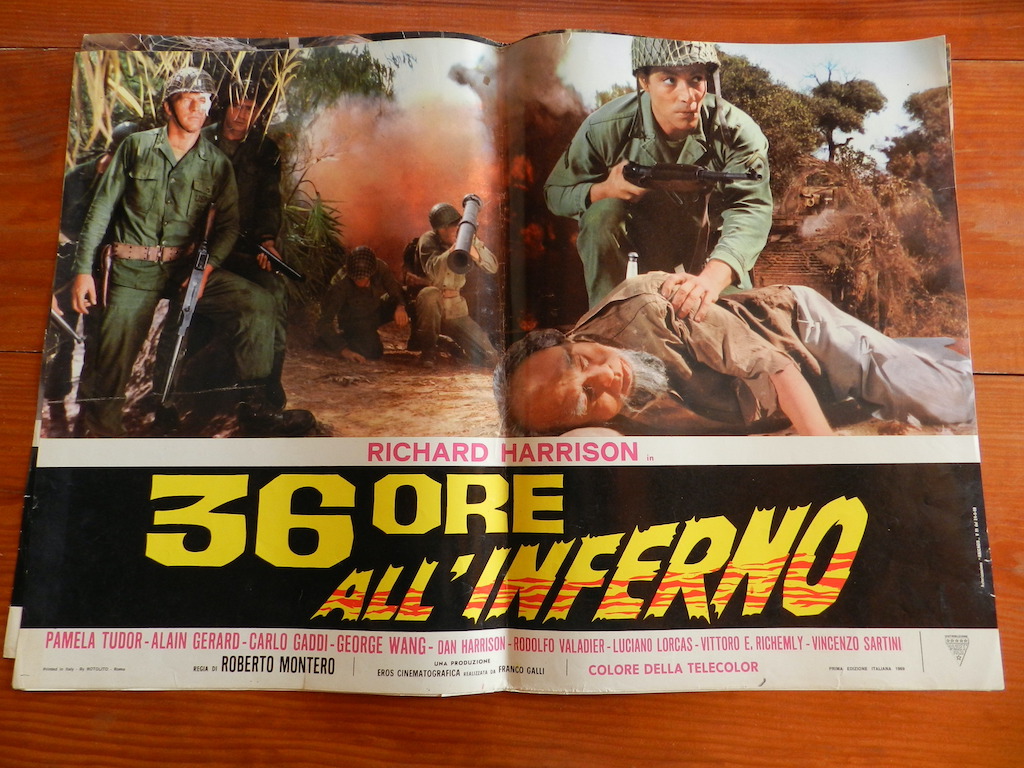 RICHARD HARRISON in
36 ORE
ALL'INFERNO
PAMELA TUDOR - ALAIN GERARD - CARLO GADDI - GEORGE WANG - DAN HARRISON - RODOLFO VALADIER - LUCIANO LORCAS - VITTORO E. RICHEMLY - VINCENZO SARTINI
REGIA DI ROBERTO MONTERO
UNA PRODUZIONE
EROS CINEMATOGRAFICA REALIZZATA DA FRANCO GALLI
COLORE DELLA TELECOLOR
PRIMA EDIZIONE ITALIANA 1969